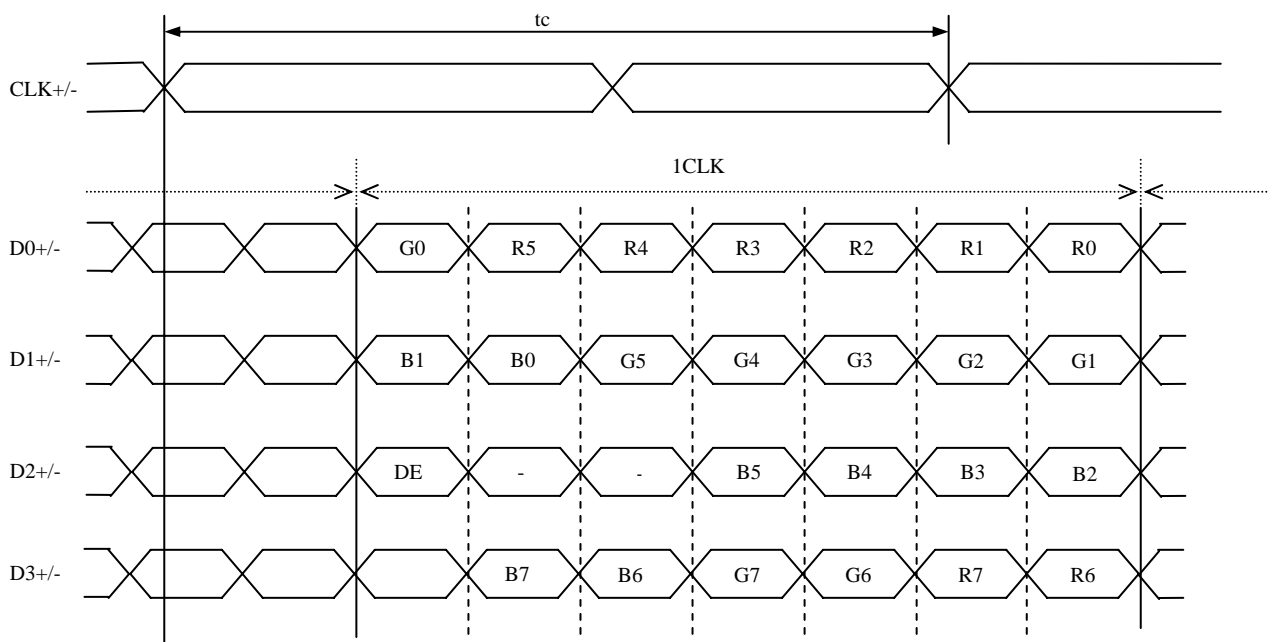 tc
CLK+/-
1CLK
D0+/- G0 R5 R4 R3 R2 R1 R0
D1+/- B1 B0 G5 G4 G3 G2 G1
D2+/- DE - - B5 B4 B3 B2
D3+/- B7 B6 G7 G6 R7 R6